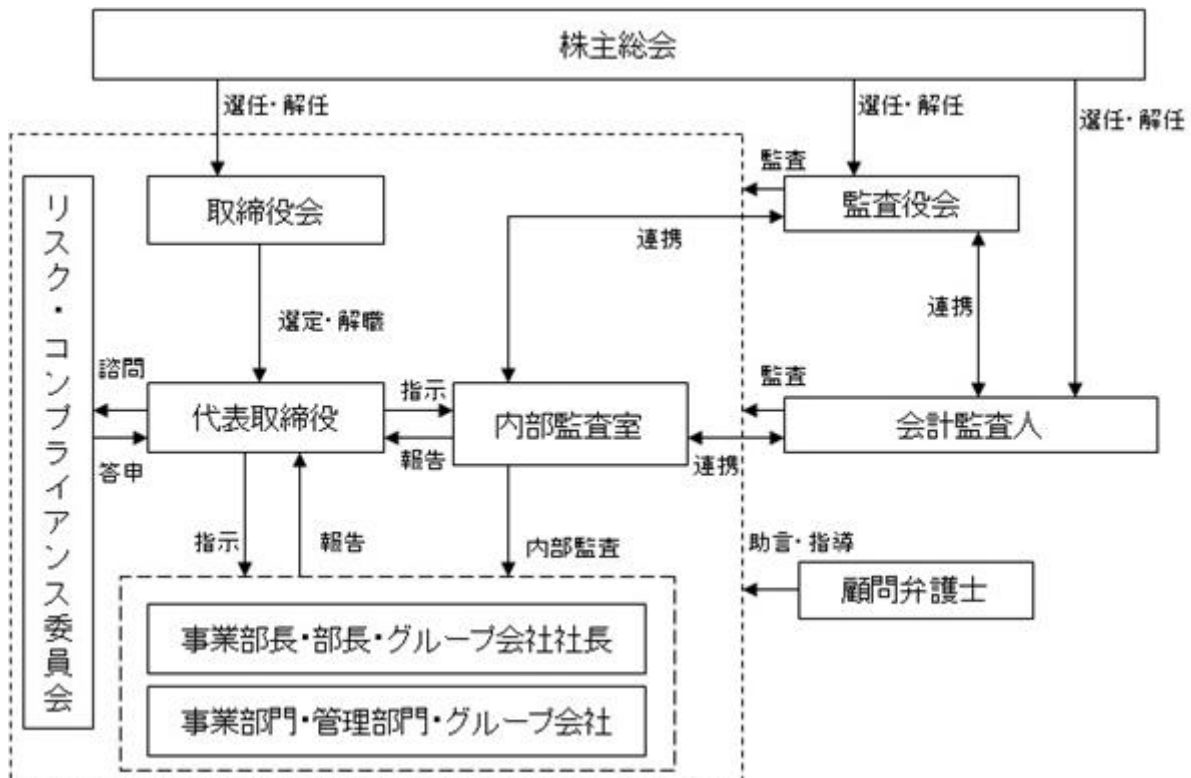 株主総会
選任・解任
選任・解任
選任・解任
監査
取締役会
監査役会
連携
リスク・コンプライアンス委員会
選定・解職
連携
諮問
指示
監査
代表取締役
内部監査室
会計監査人
報告
連携
答申
指示
報告
内部監査
助言・指導
顧問弁護士
事業部長・部長・グループ会社社長
事業部門・管理部門・グループ会社